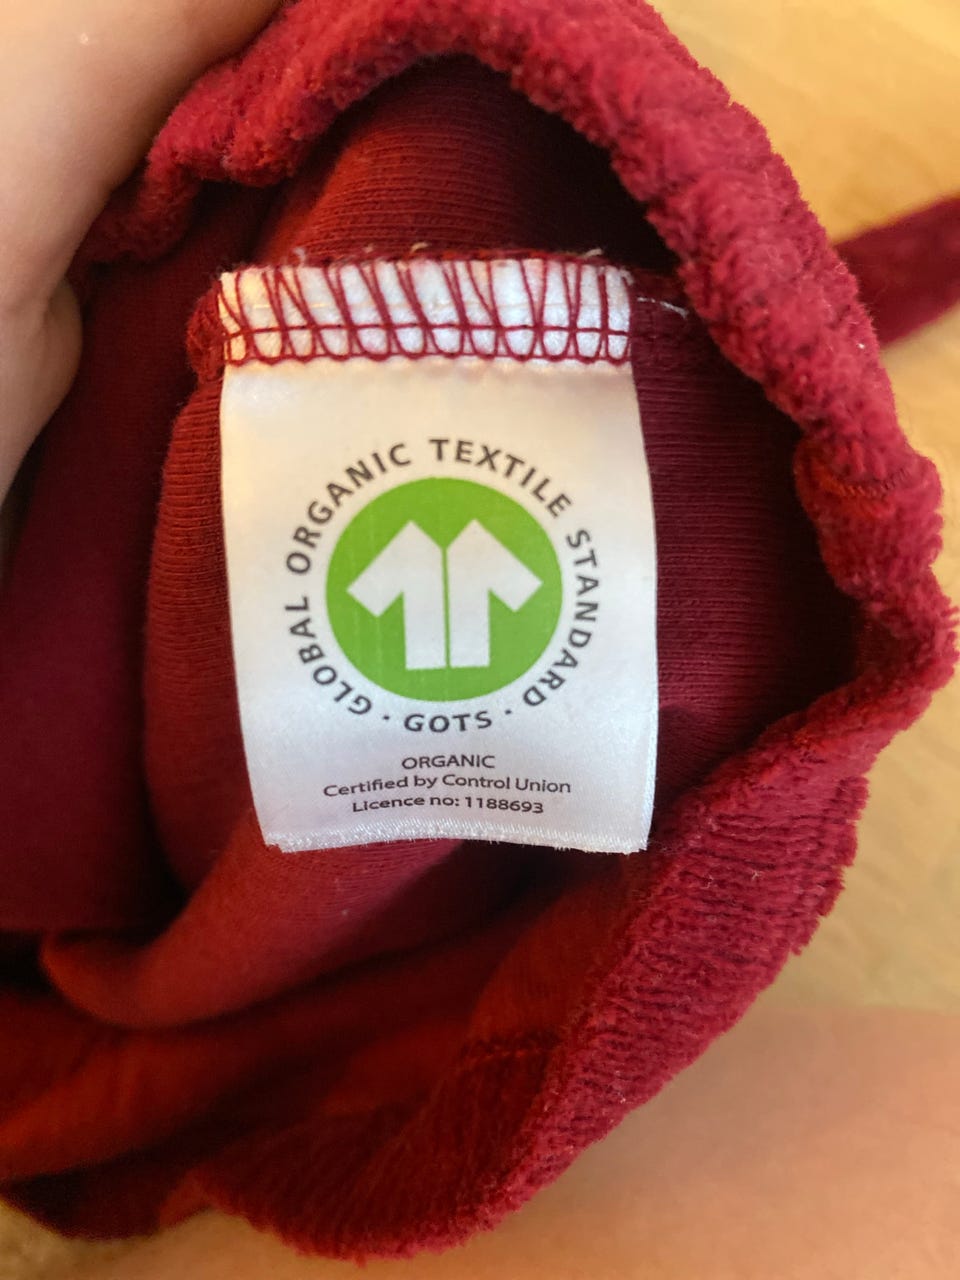 GLOBAL ORGANIC TEXTILE STANDARD · GOTS ·
ORGANIC
Certified by Control Union
Licence no: 1188693